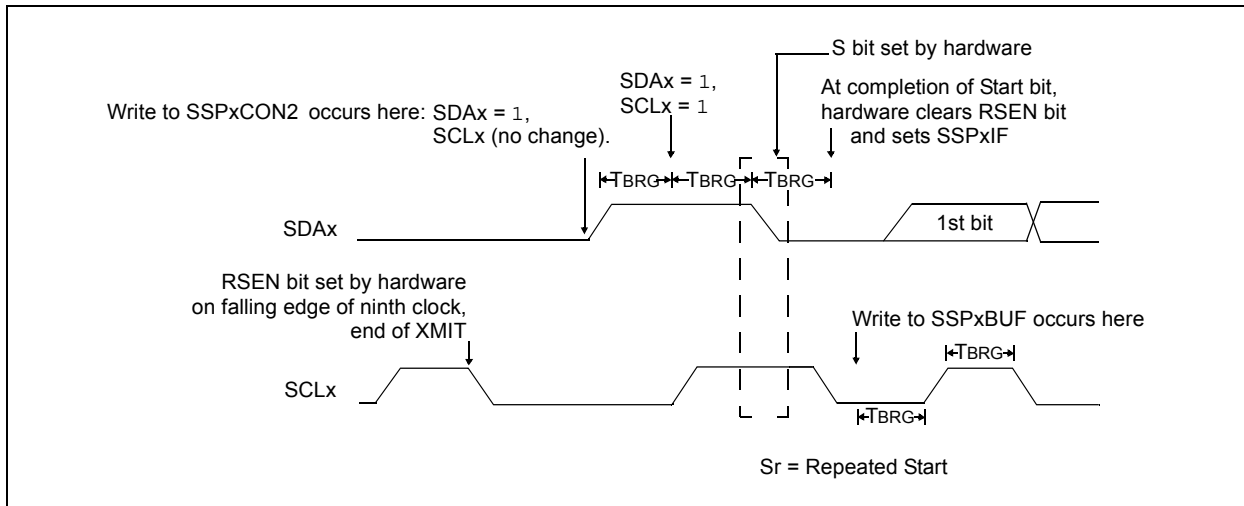 S bit set by hardware
SDAx = 1,
SCLx = 1
At completion of Start bit,
hardware clears RSEN bit
and sets SSPxIF
Write to SSPxCON2 occurs here: SDAx = 1,
SCLx (no change).
TBRG TBRG TBRG
SDAx
1st bit
RSEN bit set by hardware
on falling edge of ninth clock,
end of XMIT
Write to SSPxBUF occurs here
TBRG
SCLx
TBRG
Sr = Repeated Start